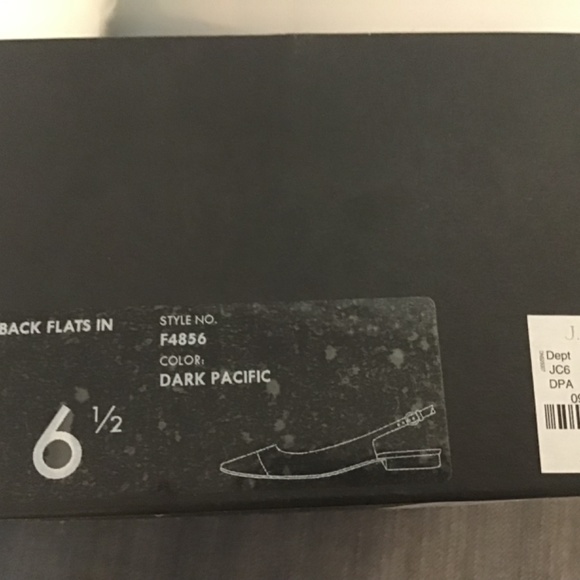 BACK FLATS IN
STYLE NO.
F4856
COLOR:
DARK PACIFIC
6 ½
J.
Dept
JC6
DPA